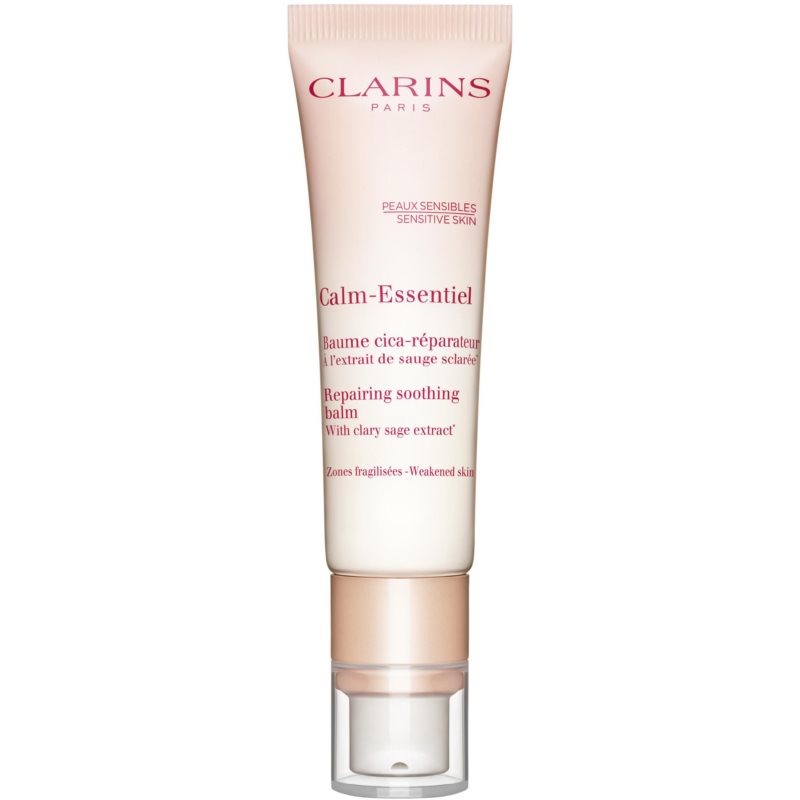 CLARINS
PARIS
PEAUX SENSIBLES
SENSITIVE SKIN
Calm-Essentiel
Baume cica-réparateur
À l'extrait de sauge sclarée*
Repairing soothing
balm
With clary sage extract*
Zones fragilisées - Weakened skin